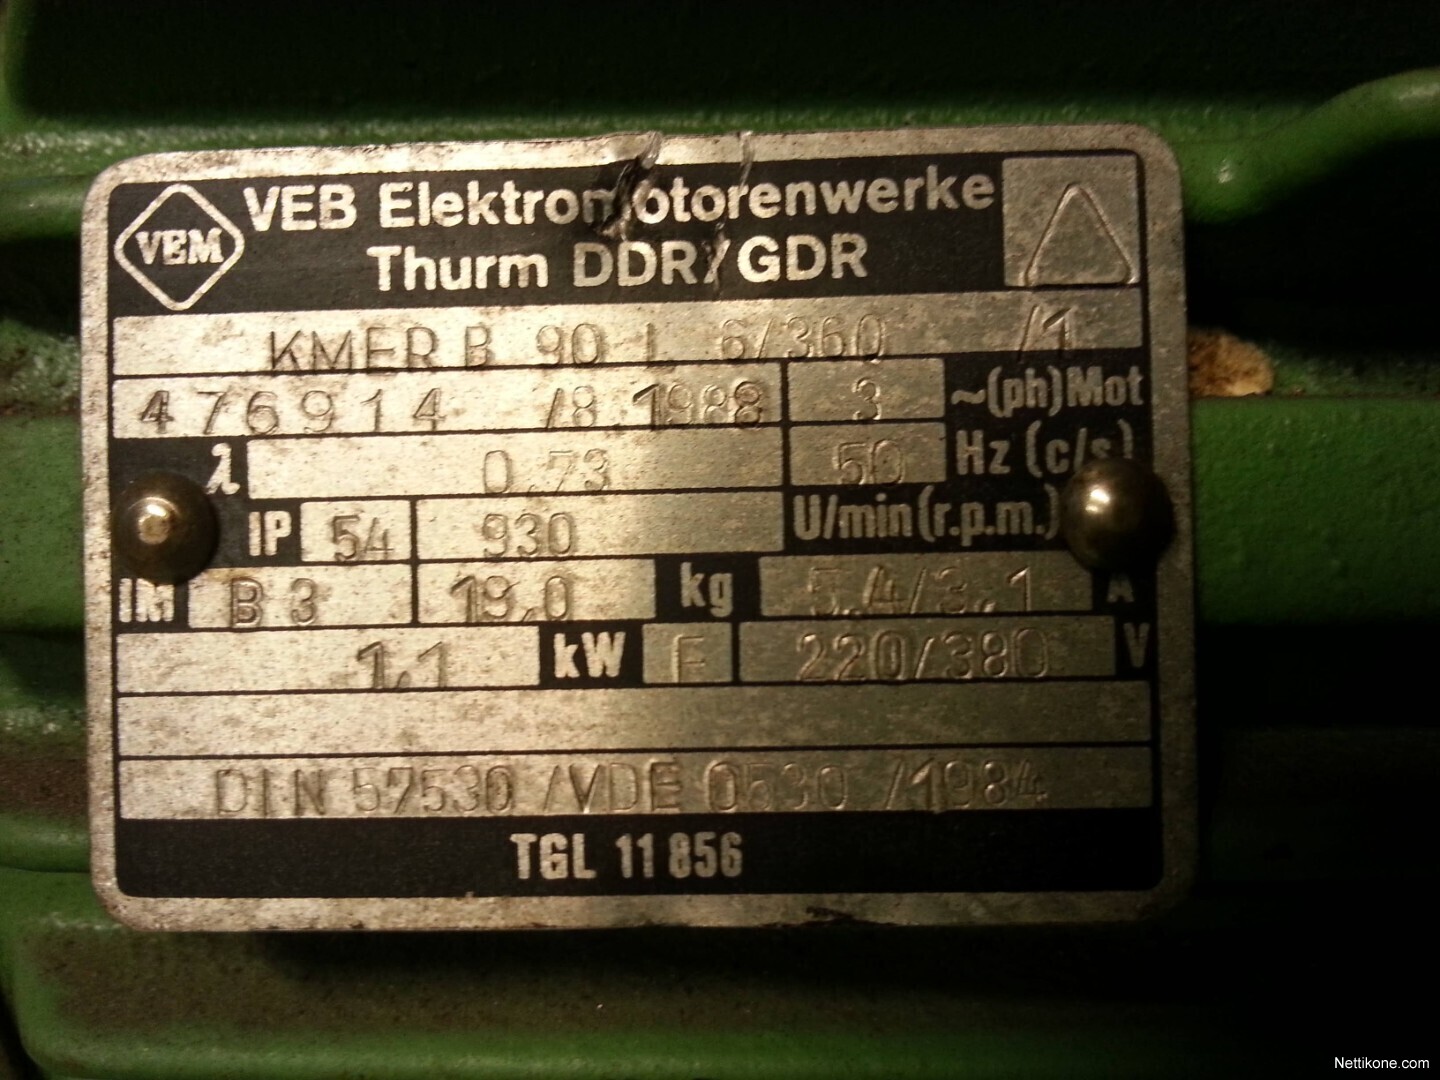 VEM
VEB Elektromotorenwerke
Thurm DDR/GDR
KMER B 90 L 6/360 /1
476914 /8.1988 3 ~(ph)Mot
λ 0.73 50 Hz (c/s)
IP 54 930 U/min(r.p.m.)
IM B 3 19,0 kg 5.4/3.1 A
1.1 kW F 220/380 V
DIN 57530 /VDE 0530 /1984
TGL 11 856
Nettikone.com